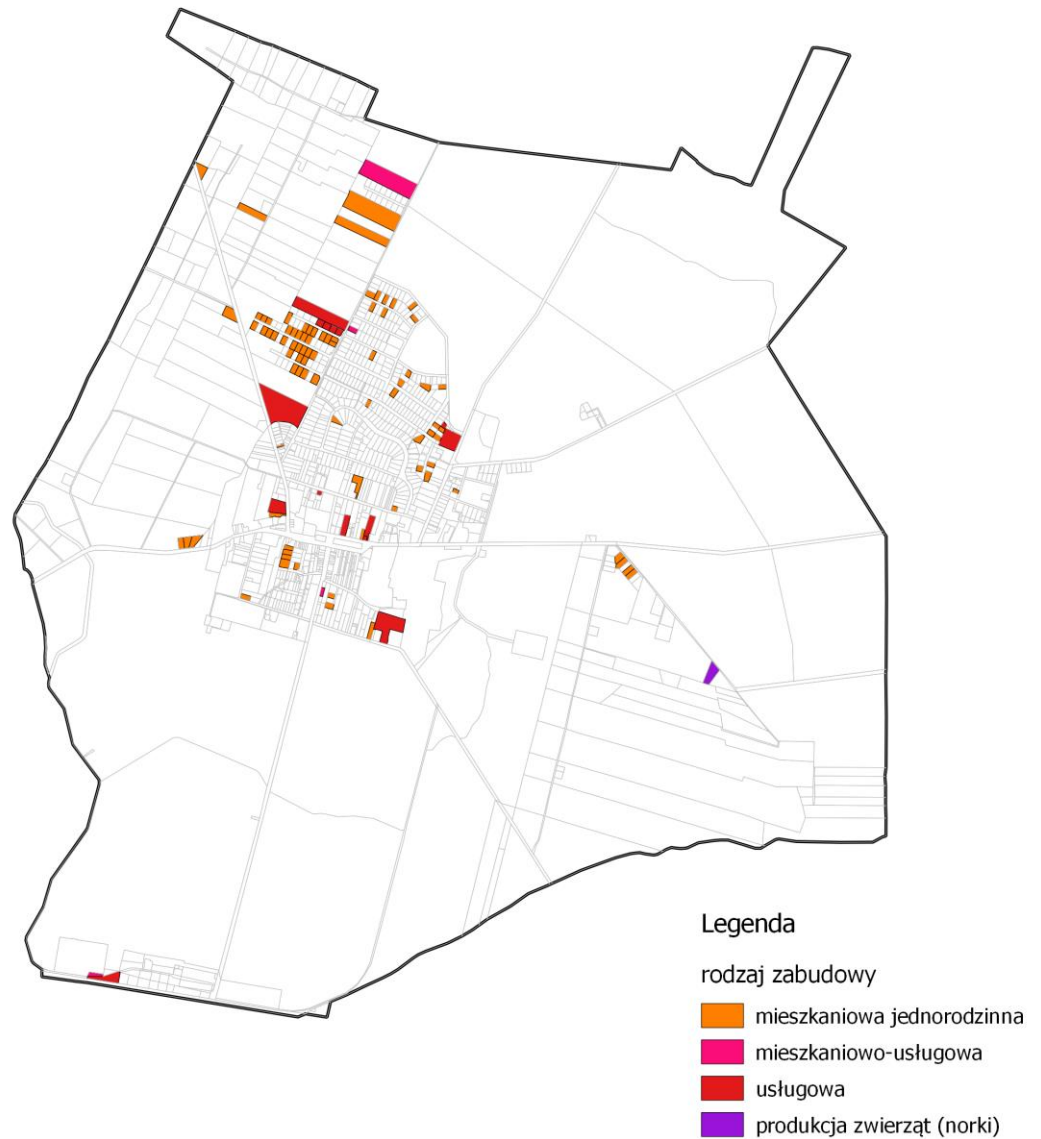 Legenda
rodzaj zabudowy
mieszkaniowa jednorodzinna
mieszkaniowo-usługowa
usługowa
produkcja zwierząt (norki)